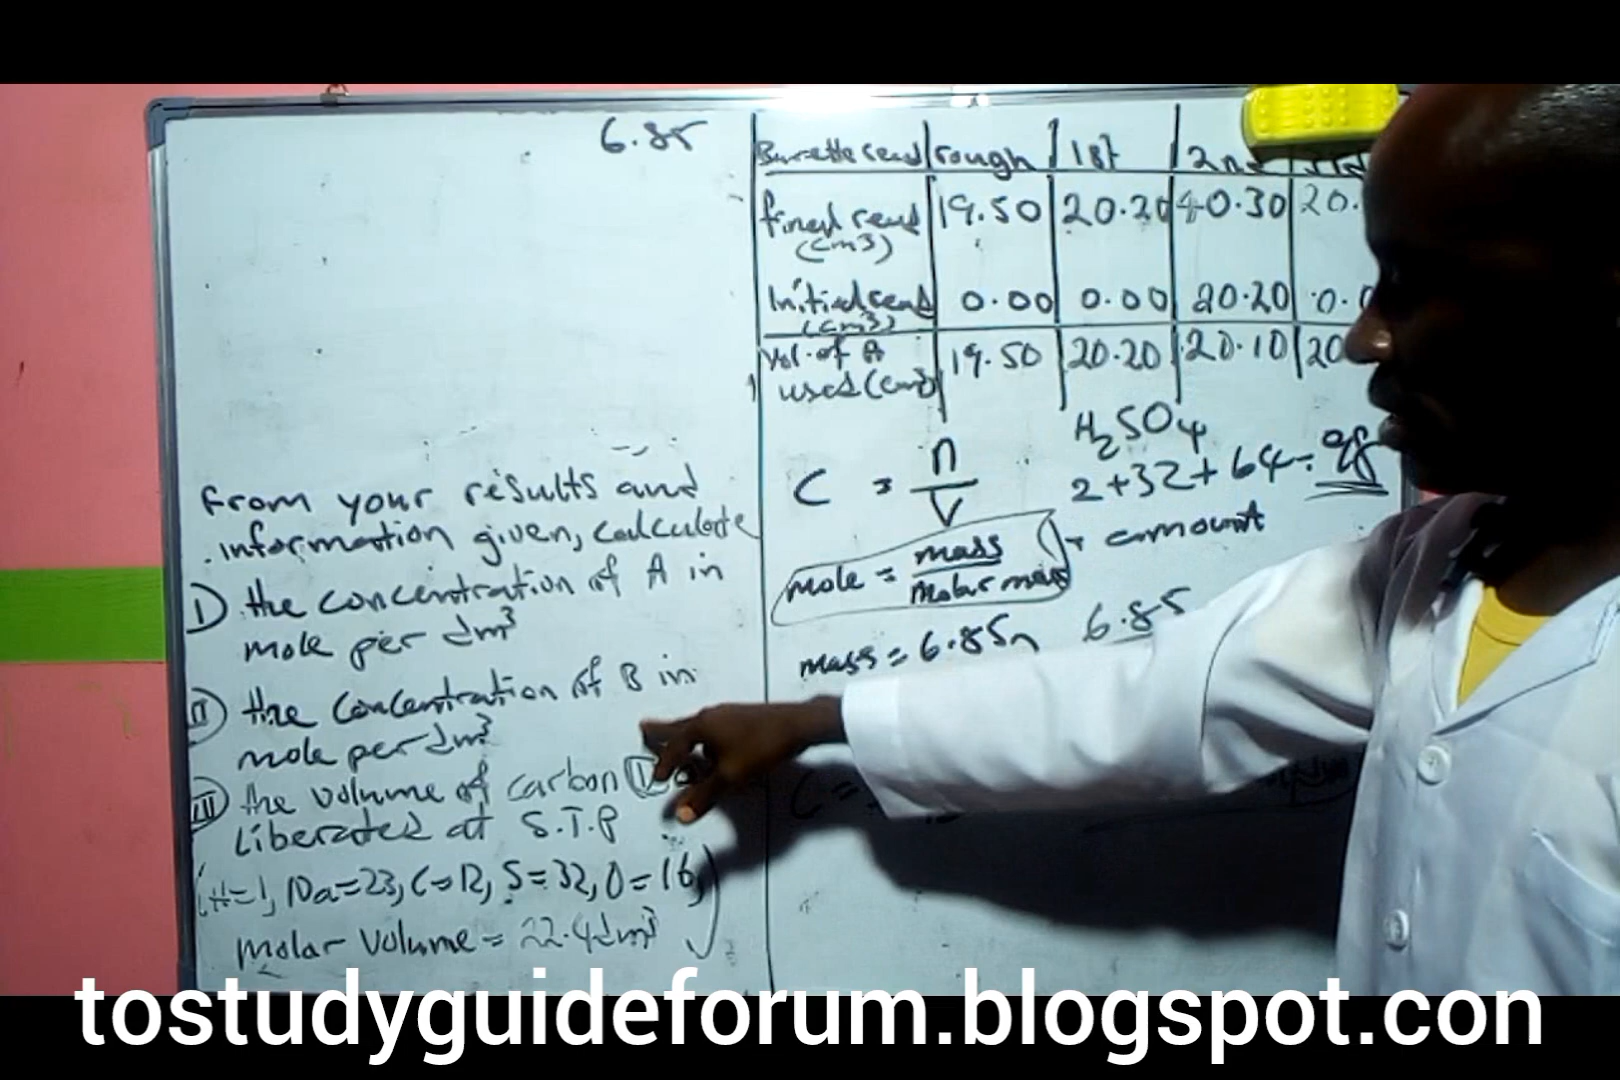 6.85
From your results and
information given, calculate
I) the concentration of A in
mole per dm³
II) the concentration of B in
mole per dm³
III) the volume of carbon
liberated at S.T.P
(H=1, Na=23, C=12, S=32, O=16,
molar volume = 22.4dm³)
Burette read rough 1st 2nd
final read 19.50 20.20 40.30 20.
(cm3)
Initial read 0.00 0.00 20.20 0.0
(cm3)
Vol. of A 19.50 20.20 20.10 20
used (cm3)
H₂SO₄
C = n/V
2+32+64=98
mole = mass/molar mass → amount
mass = 6.85 6.85
C =
tostudyguideforum.blogspot.con